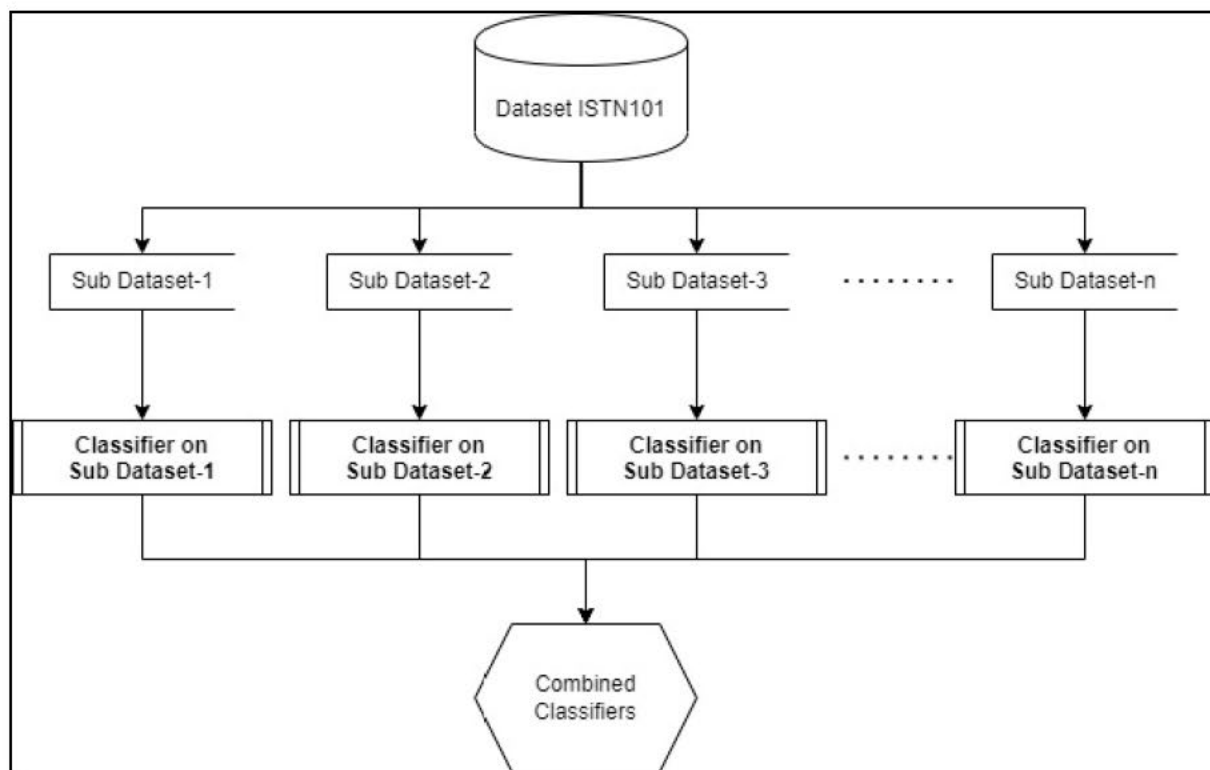 Dataset ISTN101
Sub Dataset-1
Sub Dataset-2
Sub Dataset-3
........
Sub Dataset-n
Classifier on
Sub Dataset-1
Classifier on
Sub Dataset-2
Classifier on
Sub Dataset-3
........
Classifier on
Sub Dataset-n
Combined
Classifiers